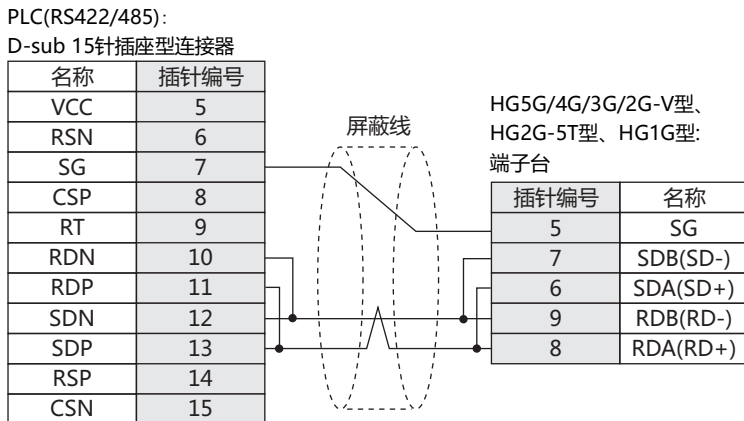 PLC(RS422/485):
D-sub 15针插座型连接器
名称 插针编号
VCC 5
RSN 6
SG 7
CSP 8
RT 9
RDN 10
RDP 11
SDN 12
SDP 13
RSP 14
CSN 15
屏蔽线
HG5G/4G/3G/2G-V型、
HG2G-5T型、HG1G型:
端子台
插针编号 名称
5 SG
7 SDB(SD-)
6 SDA(SD+)
9 RDB(RD-)
8 RDA(RD+)